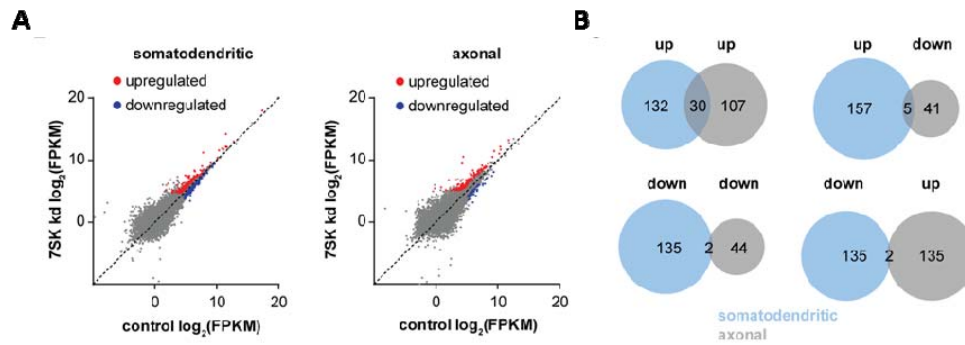 A
somatodendritic
upregulated
downregulated
20
10
0
7SK kd log2(FPKM)
0
10
20
control log2(FPKM)
axonal
upregulated
downregulated
20
10
0
7SK kd log2(FPKM)
0
10
20
control log2(FPKM)
B
up up
132 30 107
up down
157 5 41
down down
135 2 44
down up
135 2 135
somatodendritic
axonal